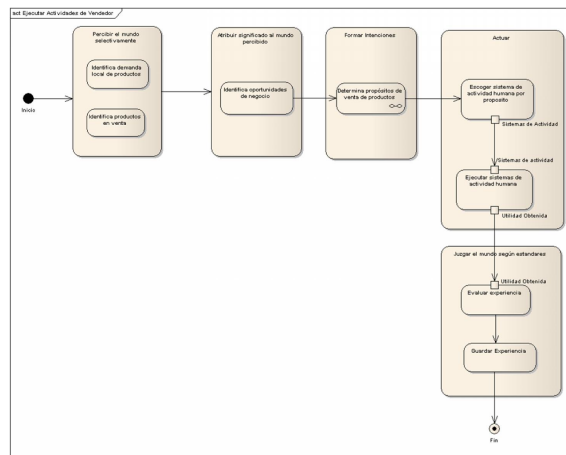 act Ejecutar Actividades de Vendedor
Percibir el mundo
selectivamente
Identifica demanda
local de productos
Identifica productos
en venta
Inicio
Atribuir significado al mundo
percibido
Identifica oportunidades
de negocio
Formar Intenciones
Determina propósitos de
venta de productos
Actuar
Escoger sistema de
actividad humana por
proposito
Sistemas de Actividad
Sistemas de actividad
Ejecutar sistemas de
actividad humana
Utilidad Obtenida
Juzgar el mundo según estandares
Utilidad Obtenida
Evaluar experiencia
Guardar Experiencia
Fin